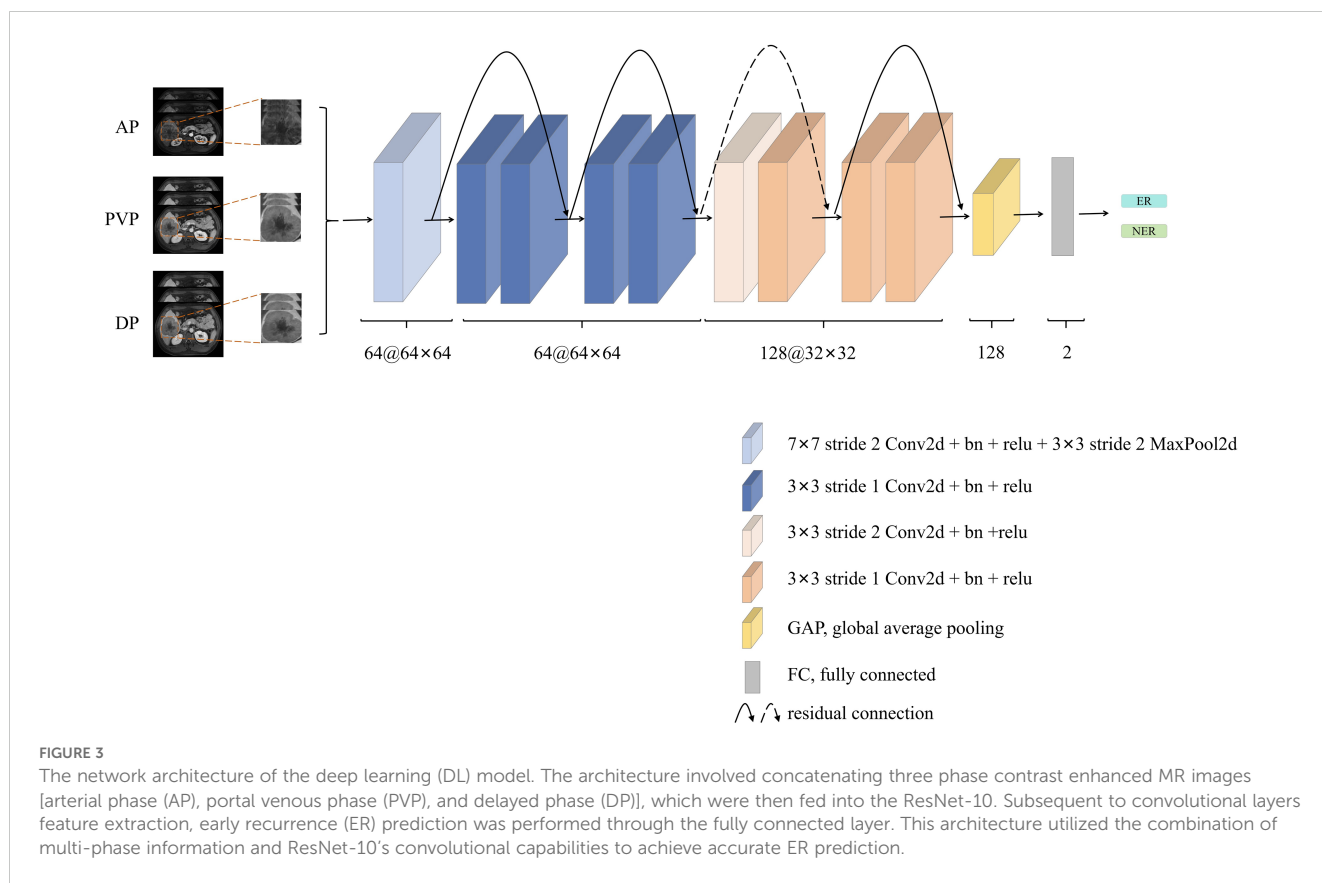 AP
PVP
DP
ER
NER
64@64×64
64@64×64
128@32×32
128
2
7×7 stride 2 Conv2d + bn + relu + 3×3 stride 2 MaxPool2d
3×3 stride 1 Conv2d + bn + relu
3×3 stride 2 Conv2d + bn +relu
3×3 stride 1 Conv2d + bn + relu
GAP, global average pooling
FC, fully connected
residual connection
FIGURE 3
The network architecture of the deep learning (DL) model. The architecture involved concatenating three phase contrast enhanced MR images
[arterial phase (AP), portal venous phase (PVP), and delayed phase (DP)], which were then fed into the ResNet-10. Subsequent to convolutional layers
feature extraction, early recurrence (ER) prediction was performed through the fully connected layer. This architecture utilized the combination of
multi-phase information and ResNet-10's convolutional capabilities to achieve accurate ER prediction.